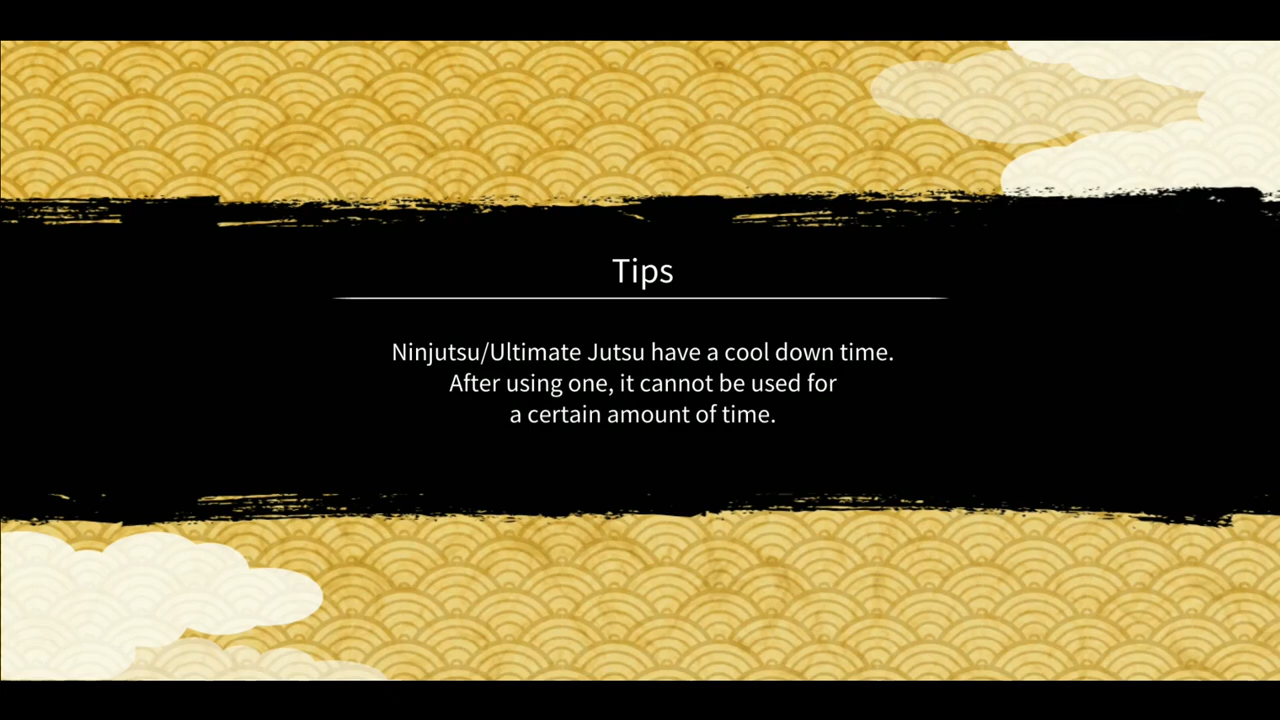 Tips
Ninjutsu/Ultimate Jutsu have a cool down time.
After using one, it cannot be used for
a certain amount of time.